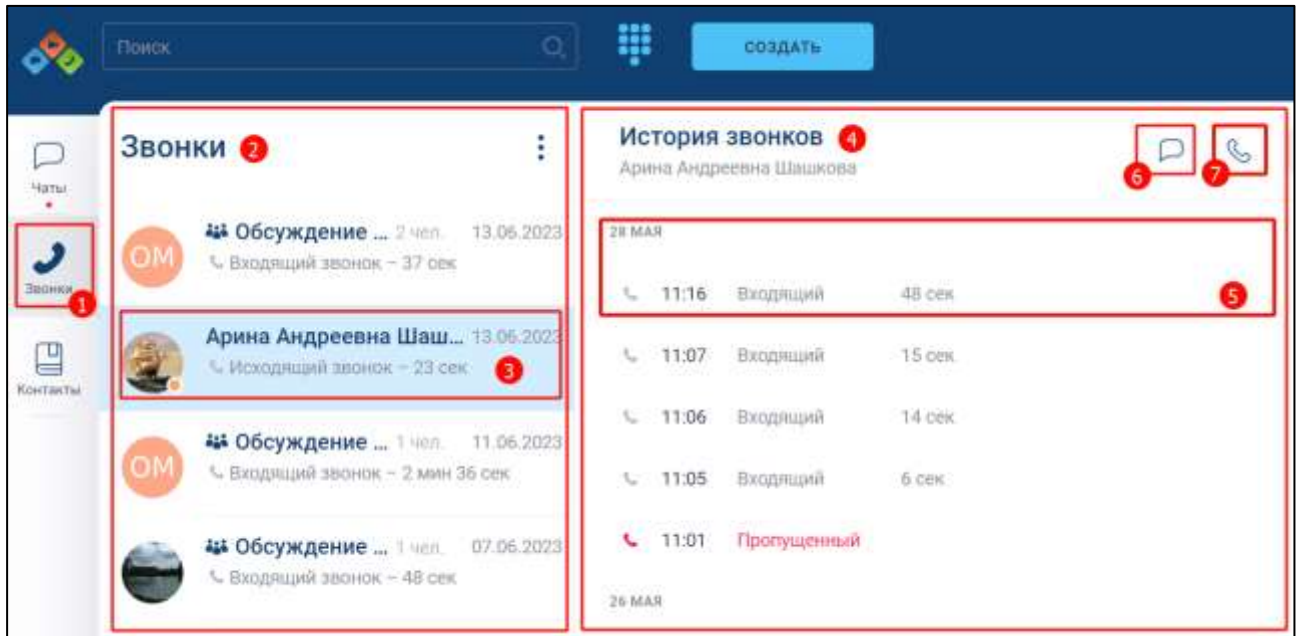 Поиск
СОЗДАТЬ
Чаты
Звонки
1
Контакты
Звонки 2
ОМ
Обсуждение ... 2 чел. 13.06.2023
Входящий звонок – 37 сек
Арина Андреевна Шаш... 13.06.2023
Исходящий звонок – 23 сек 3
ОМ
Обсуждение ... 1 чел. 11.06.2023
Входящий звонок – 2 мин 36 сек
Обсуждение ... 1 чел. 07.06.2023
Входящий звонок – 48 сек
История звонков 4
Арина Андреевна Шашкова
6
7
28 МАЯ
11:16 Входящий 48 сек 5
11:07 Входящий 15 сек
11:06 Входящий 14 сек
11:05 Входящий 6 сек
11:01 Пропущенный
26 МАЯ